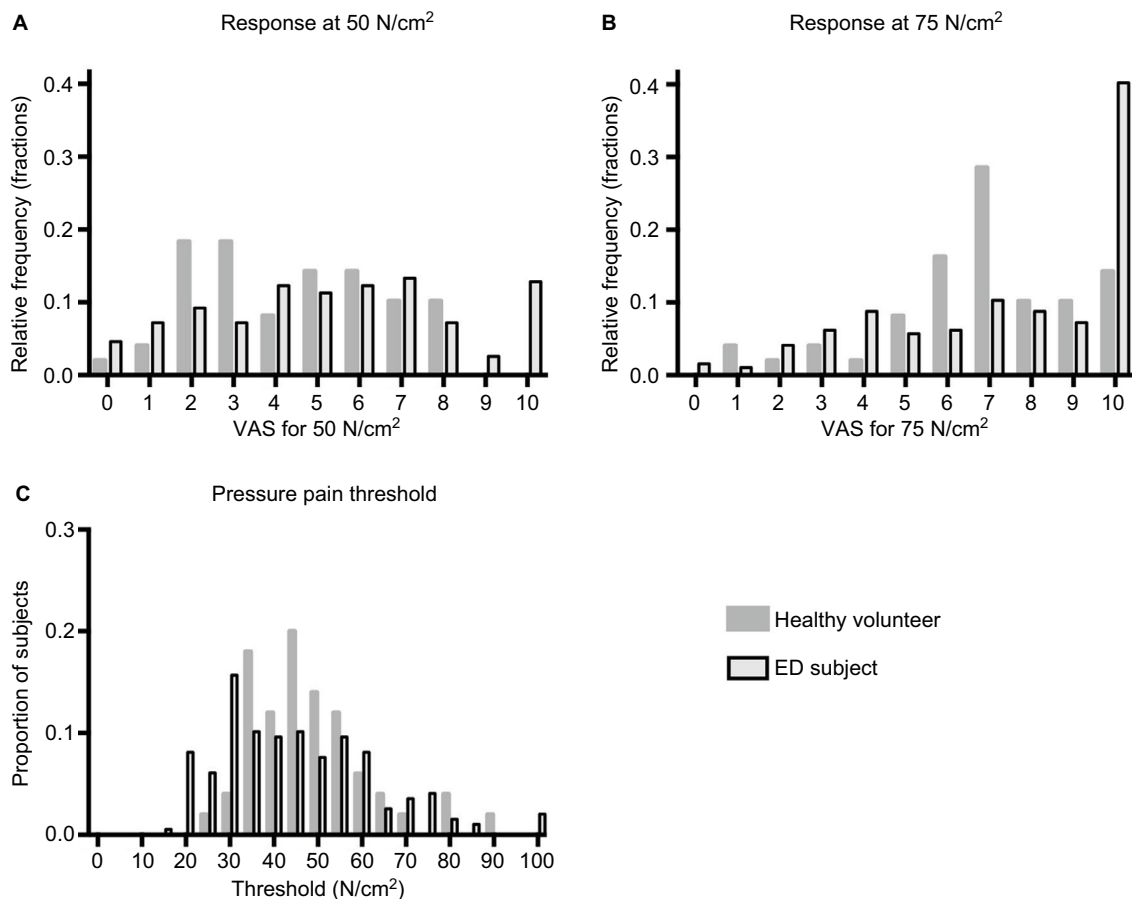 A
Response at 50 N/cm²
Relative frequency (fractions)
0.4
0.3
0.2
0.1
0.0
0 1 2 3 4 5 6 7 8 9 10
VAS for 50 N/cm²
B
Response at 75 N/cm²
Relative frequency (fractions)
0.4
0.3
0.2
0.1
0.0
0 1 2 3 4 5 6 7 8 9 10
VAS for 75 N/cm²
C
Pressure pain threshold
Proportion of subjects
0.3
0.2
0.1
0.0
0 10 20 30 40 50 60 70 80 90 100
Threshold (N/cm²)
Healthy volunteer
ED subject